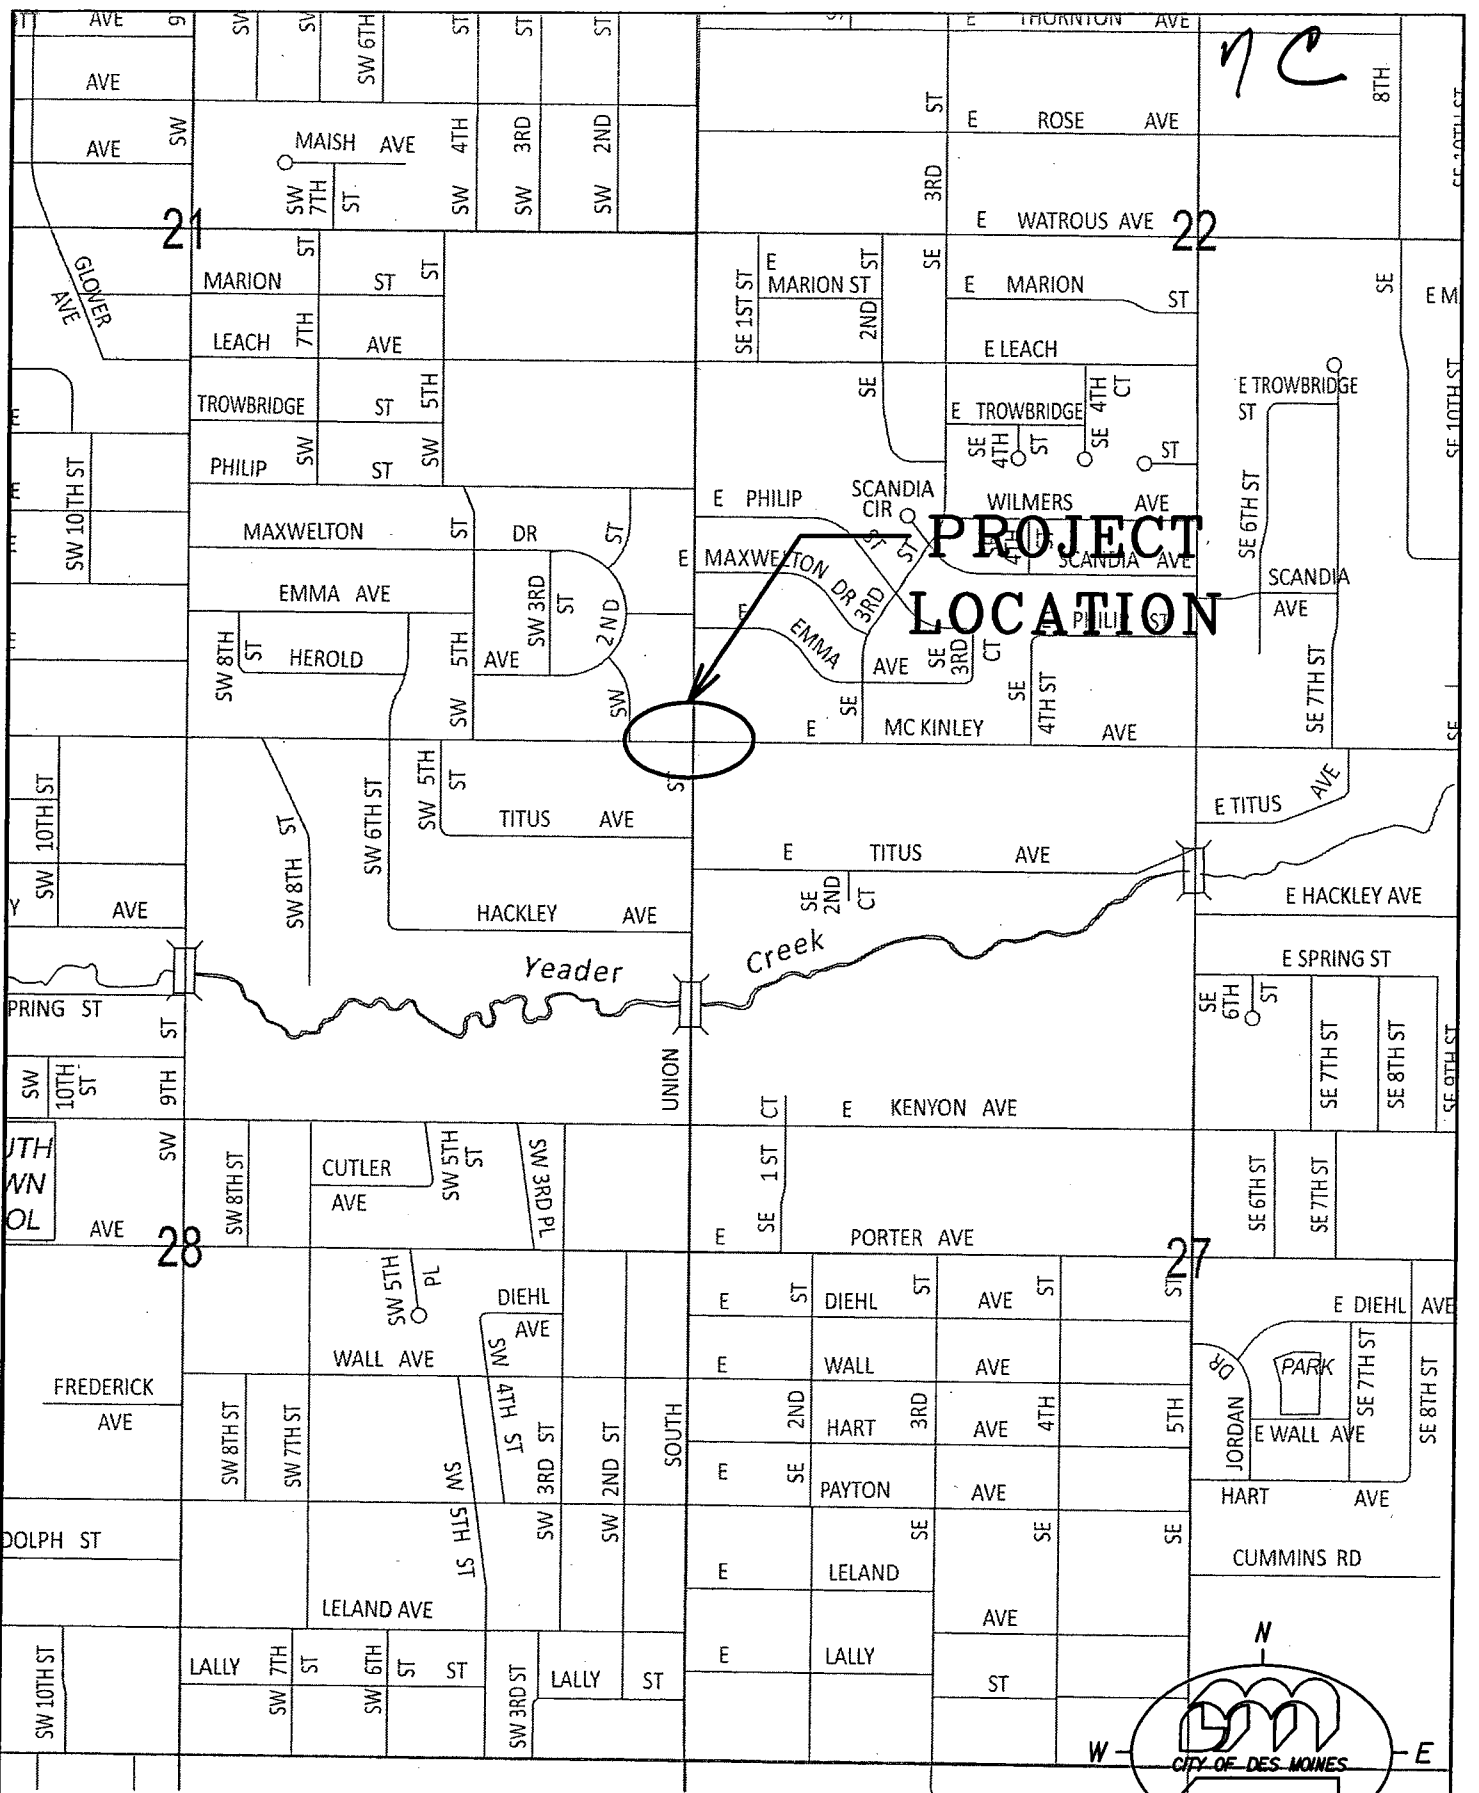 AVE
9
SW 6TH
ST
ST
ST
E THORNTON AVE
7 C
AVE
8TH
SE 10TH ST
AVE
SW
MAISH AVE
SW 7TH ST
SW 4TH
SW 3RD
SW 2ND
ST
3RD
SE
E ROSE AVE
E WATROUS AVE
21
22
GLOVER AVE
MARION ST
LEACH AVE
TROWBRIDGE ST
PHILIP ST
ST
7TH
SW
ST
5TH
SW
SE 1ST ST
E MARION ST
ST
2ND
SE
E MARION ST
SE
E M
E LEACH
E TROWBRIDGE
SE 4TH ST
SE 4TH CT
ST
E TROWBRIDGE ST
SE 10TH ST
SW 10TH ST
E PHILIP
SCANDIA CIR
WILMERS AVE
SE 6TH ST
MAXWELTON DR
ST
ST
E MAXWELTON DR
ST
ST
3RD
PROJECT
4TH
SCANDIA AVE
SCANDIA AVE
EMMA AVE
SW 3RD ST
2ND
E
EMMA AVE
LOCATION
E PHILIP ST
SW 8TH ST
HEROLD AVE
5TH
SW
SW
SE
SE 3RD CT
SE 4TH ST
SE 7TH ST
SE
E MC KINLEY AVE
SW 10TH ST
ST
SW 8TH
SW 6TH ST
SW 5TH ST
TITUS AVE
ST
E TITUS AVE
E TITUS AVE
SE 2ND CT
Y AVE
HACKLEY AVE
E HACKLEY AVE
Yeader Creek
E SPRING ST
PRING ST
ST
9TH
SW
SW 10TH ST
UNION
SE 6TH ST
SE 7TH ST
SE 8TH ST
SE 9TH ST
E KENYON AVE
SE 1ST CT
UTH
WN
OL
AVE
28
SW 8TH ST
CUTLER AVE
SW 5TH ST
SW 3RD PL
E PORTER AVE
27
SE 6TH ST
SE 7TH ST
SW 5TH PL
DIEHL AVE
E DIEHL AVE
ST
ST
ST
ST
E DIEHL AVE
WALL AVE
E WALL AVE
DR
JORDAN
PARK
SE 7TH ST
SE 8TH ST
FREDERICK AVE
SW 8TH ST
SW 7TH ST
SW 4TH ST
SW 5TH ST
SW 3RD ST
SW 2ND ST
SOUTH
2ND
SE
3RD
SE
4TH
SE
5TH
SE
HART AVE
E WALL AVE
E PAYTON AVE
HART AVE
DOLPH ST
CUMMINS RD
E LELAND AVE
LELAND AVE
SW 10TH ST
LALLY ST
SW 7TH ST
SW 6TH ST
SW 3RD ST
LALLY ST
E LALLY ST
N
W
E
CITY OF DES MOINES